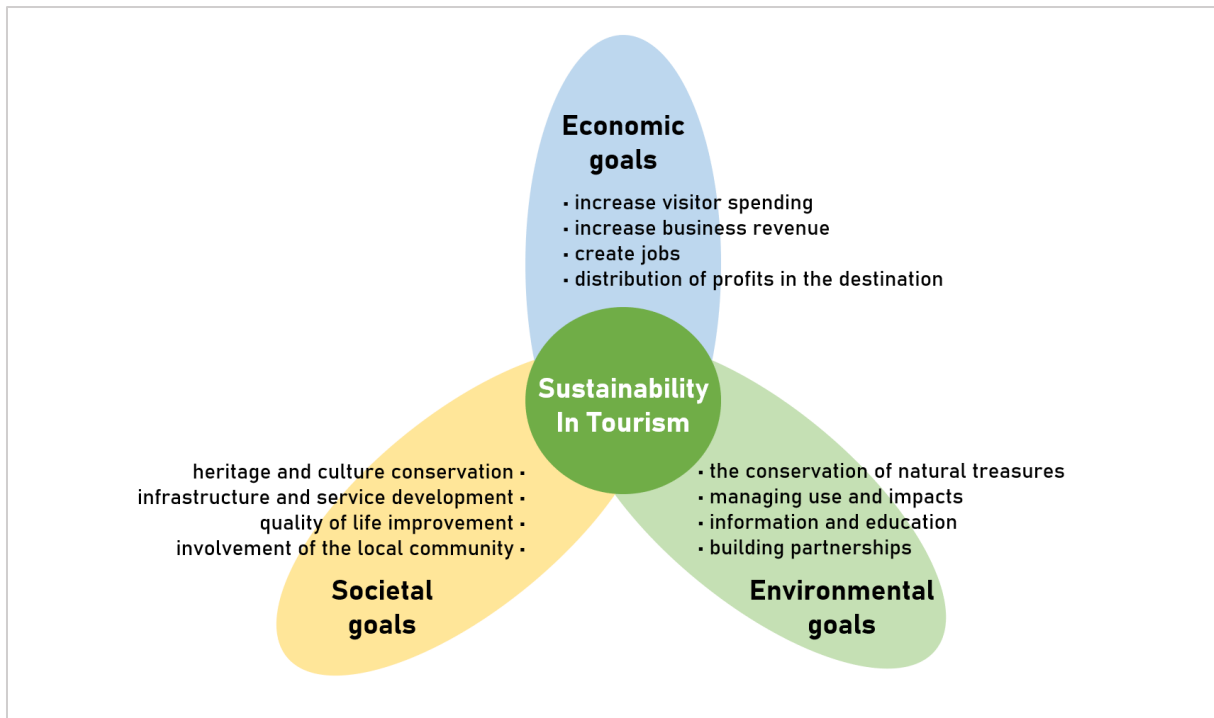 Economic
goals
▪ increase visitor spending
▪ increase business revenue
▪ create jobs
▪ distribution of profits in the destination
Sustainability
In Tourism
heritage and culture conservation ▪
infrastructure and service development ▪
quality of life improvement ▪
involvement of the local community ▪
Societal
goals
▪ the conservation of natural treasures
▪ managing use and impacts
▪ information and education
▪ building partnerships
Environmental
goals